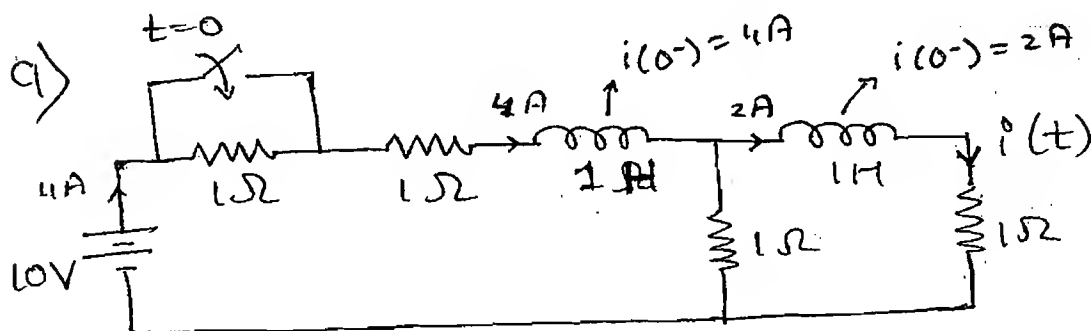 t=0
i(0⁻) = 4A
i(0⁻) = 2A
Q)
4A
2A
i(t)
1Ω
1Ω
1H
1H
4A
1Ω
1Ω
10V